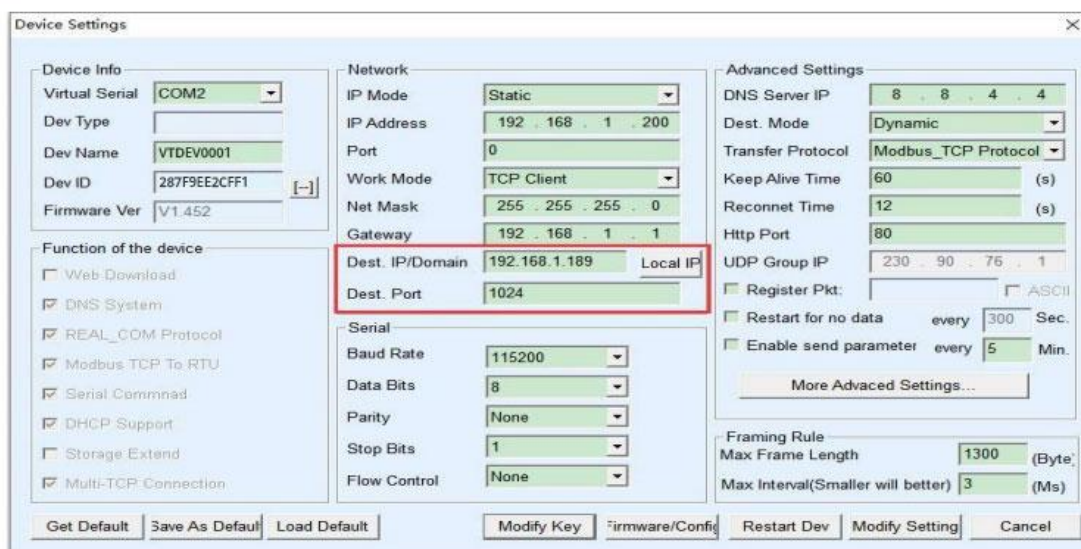 Device Settings
Device Info
Virtual Serial COM2
Dev Type
Dev Name VTDEV0001
Dev ID 287F9EE2CFF1 [--]
Firmware Ver V1.452
Function of the device
Web Download
DNS System
REAL_COM Protocol
Modbus TCP To RTU
Serial Commnad
DHCP Support
Storage Extend
Multi-TCP Connection
Network
IP Mode Static
IP Address 192 . 168 . 1 . 200
Port 0
Work Mode TCP Client
Net Mask 255 . 255 . 255 . 0
Gateway 192 . 168 . 1 . 1
Dest. IP/Domain 192.168.1.189 Local IP
Dest. Port 1024
Serial
Baud Rate 115200
Data Bits 8
Parity None
Stop Bits 1
Flow Control None
Advanced Settings
DNS Server IP 8 . 8 . 4 . 4
Dest. Mode Dynamic
Transfer Protocol Modbus_TCP Protocol
Keep Alive Time 60 (s)
Reconnet Time 12 (s)
Http Port 80
UDP Group IP 230 . 90 . 76 . 1
Register Pkt: ASCII
Restart for no data every 300 Sec.
Enable send parameter every 5 Min.
More Advaced Settings...
Framing Rule
Max Frame Length 1300 (Byte)
Max Interval(Smaller will better) 3 (Ms)
Get Default Save As Default Load Default Modify Key Firmware/Config Restart Dev Modify Setting Cancel